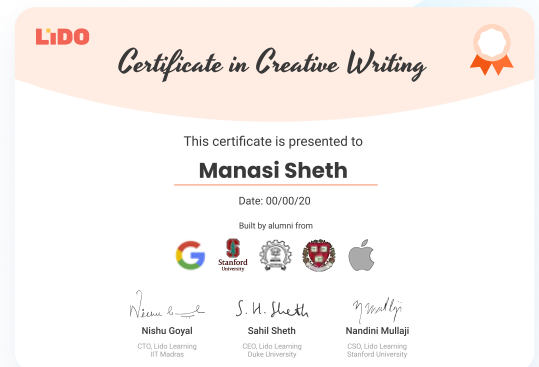 LiDO
Certificate in Creative Writing
This certificate is presented to
Manasi Sheth
Date: 00/00/20
Built by alumni from
Stanford
University
S. H. Sheth
Nishu Goyal
Sahil Sheth
Nandini Mullaji
CTO, Lido Learning
CEO, Lido Learning
CSO, Lido Learning
IIT Madras
Duke University
Stanford University